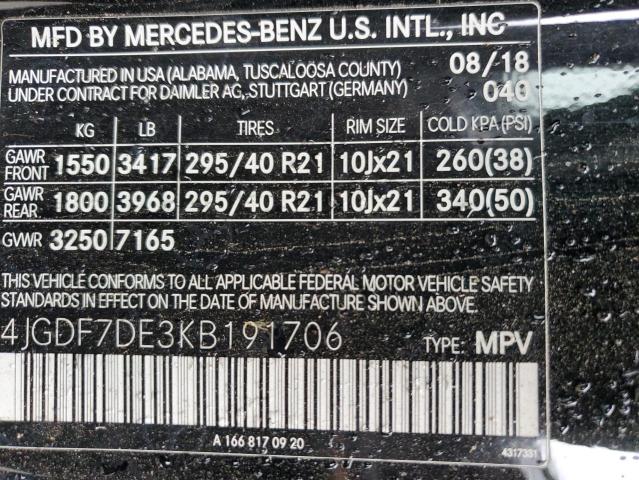 MFD BY MERCEDES-BENZ U.S. INTL., INC
MANUFACTURED IN USA (ALABAMA, TUSCALOOSA COUNTY) 08/18
UNDER CONTRACT FOR DAIMLER AG, STUTTGART (GERMANY) 040
KG LB TIRES RIM SIZE COLD KPA (PSI)
GAWR FRONT 1550 3417 295/40 R21 10Jx21 260(38)
GAWR REAR. 1800 3968 295/40 R21 10Jx21 340(50)
GVWR 3250 7165
THIS VEHICLE CONFORMS TO ALL APPLICABLE FEDERAL MOTOR VEHICLE SAFETY
STANDARDS IN EFFECT ON THE DATE OF MANUFACTURE SHOWN ABOVE.
4JGDF7DE3KB191706 TYPE: MPV
A 166 817 09 20
4317331